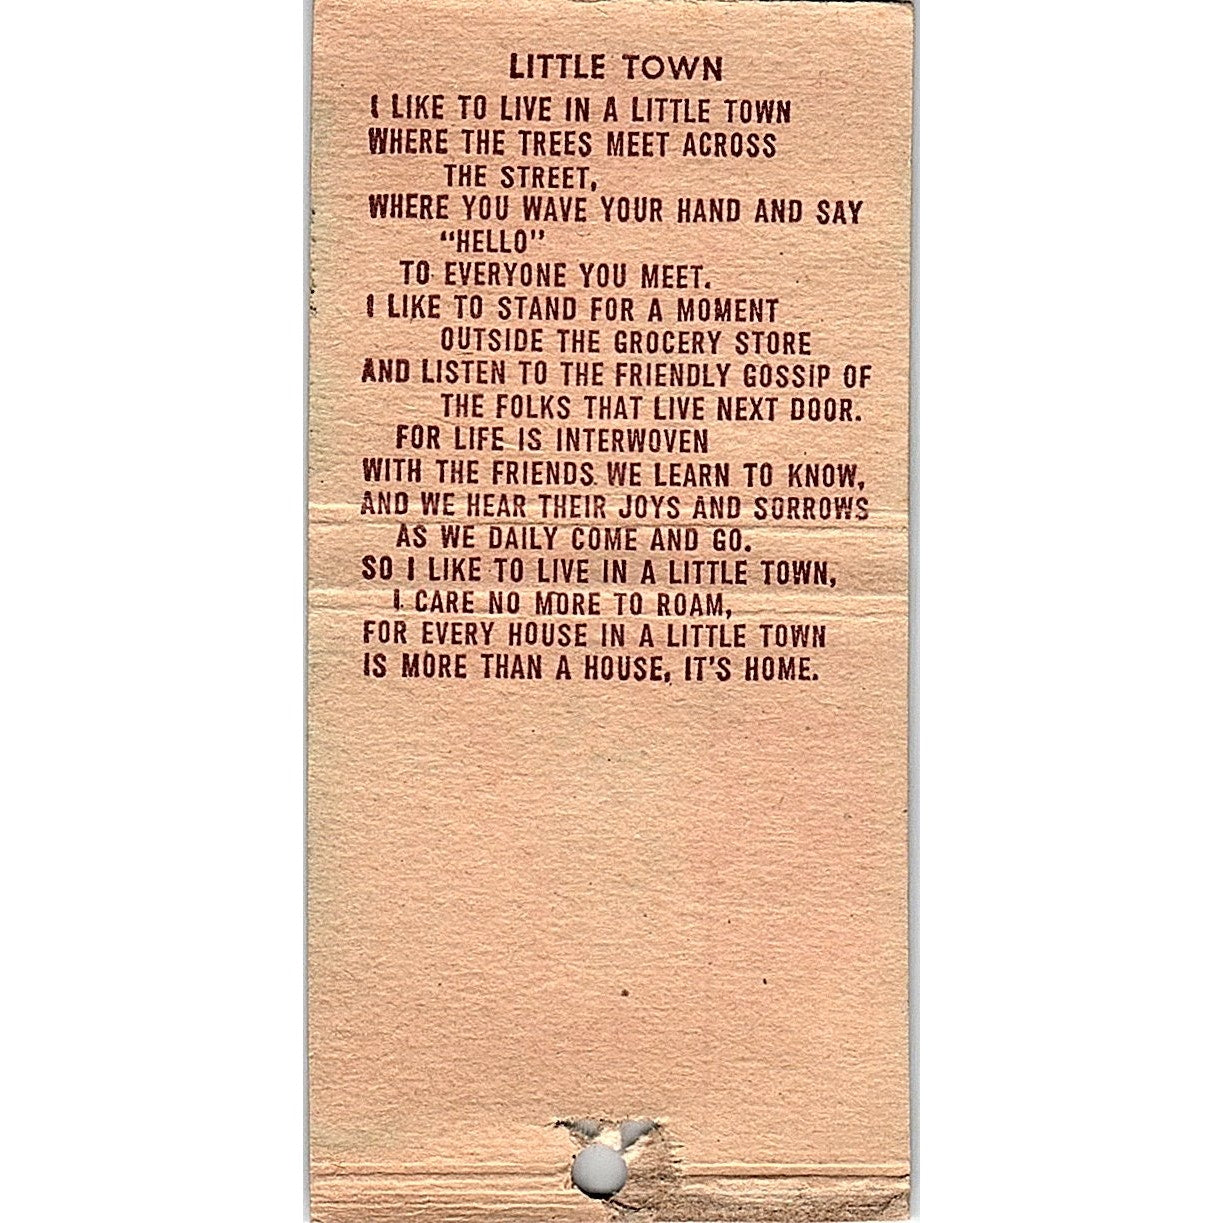 LITTLE TOWN
I LIKE TO LIVE IN A LITTLE TOWN
WHERE THE TREES MEET ACROSS
THE STREET,
WHERE YOU WAVE YOUR HAND AND SAY
“HELLO”
TO EVERYONE YOU MEET.
I LIKE TO STAND FOR A MOMENT
OUTSIDE THE GROCERY STORE
AND LISTEN TO THE FRIENDLY GOSSIP OF
THE FOLKS THAT LIVE NEXT DOOR.
FOR LIFE IS INTERWOVEN
WITH THE FRIENDS WE LEARN TO KNOW,
AND WE HEAR THEIR JOYS AND SORROWS
AS WE DAILY COME AND GO.
SO I LIKE TO LIVE IN A LITTLE TOWN,
I CARE NO MORE TO ROAM,
FOR EVERY HOUSE IN A LITTLE TOWN
IS MORE THAN A HOUSE, IT'S HOME.